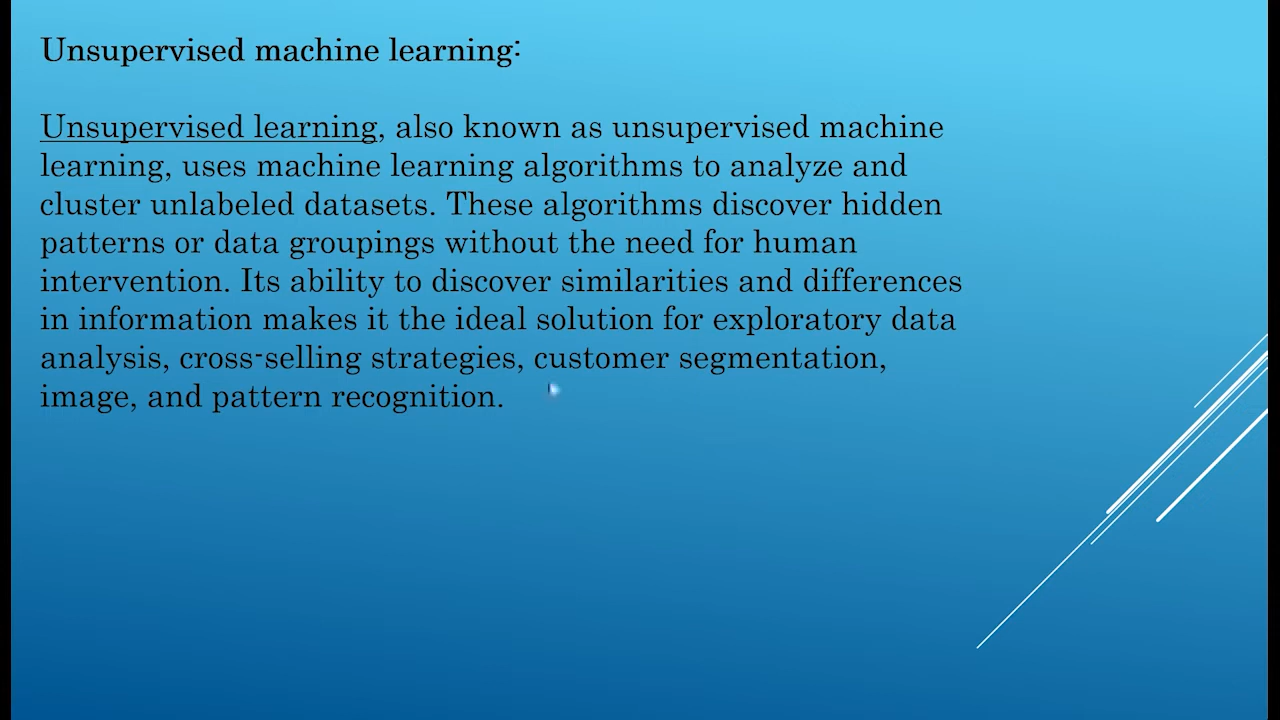 Unsupervised machine learning:
Unsupervised learning, also known as unsupervised machine
learning, uses machine learning algorithms to analyze and
cluster unlabeled datasets. These algorithms discover hidden
patterns or data groupings without the need for human
intervention. Its ability to discover similarities and differences
in information makes it the ideal solution for exploratory data
analysis, cross-selling strategies, customer segmentation,
image, and pattern recognition.